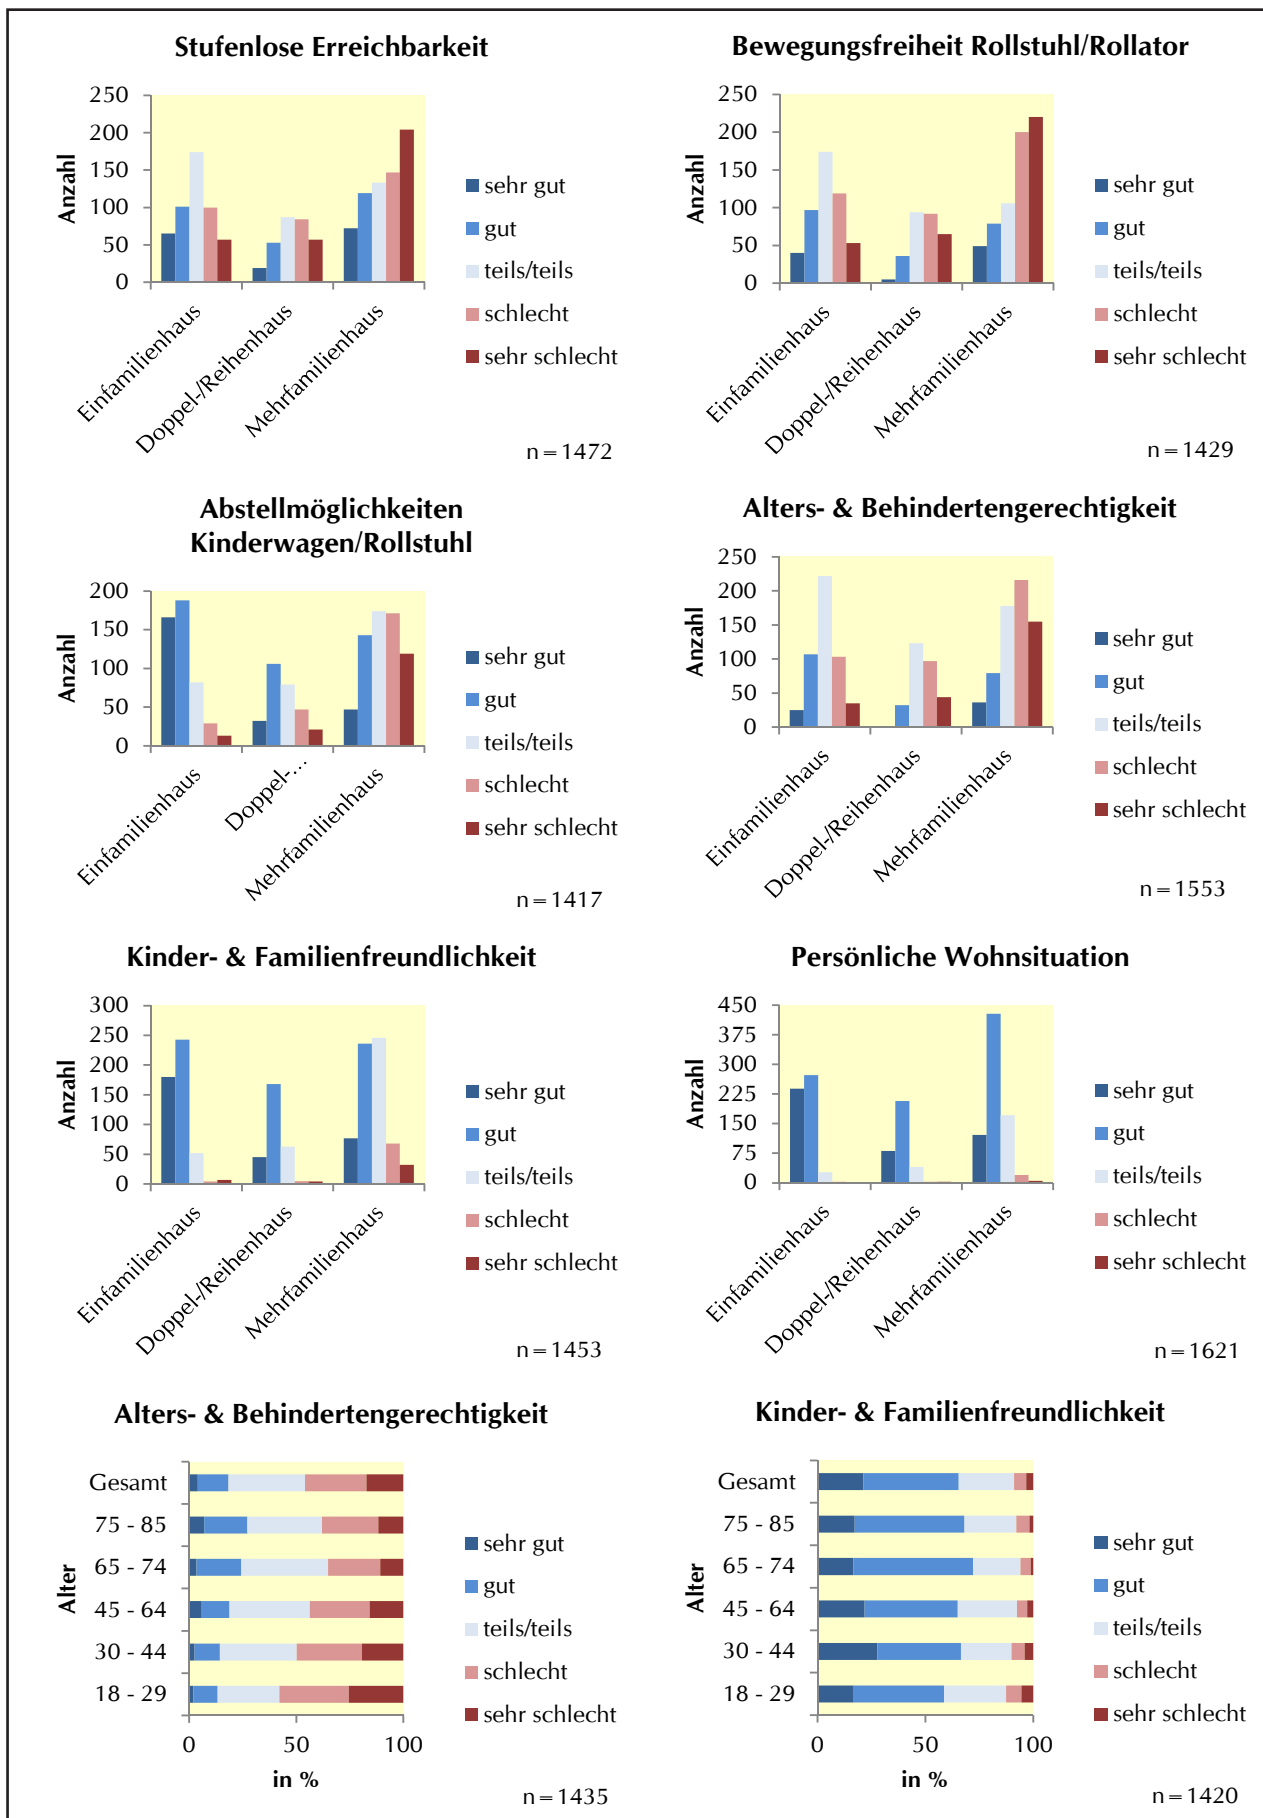 Stufenlose Erreichbarkeit
250
200
150
100
50
0
Anzahl
Einfamilienhaus
Doppel-/Reihenhaus
Mehrfamilienhaus
sehr gut
gut
teils/teils
schlecht
sehr schlecht
n = 1472
Bewegungsfreiheit Rollstuhl/Rollator
250
200
150
100
50
0
Anzahl
Einfamilienhaus
Doppel-/Reihenhaus
Mehrfamilienhaus
sehr gut
gut
teils/teils
schlecht
sehr schlecht
n = 1429
Abstellmöglichkeiten
Kinderwagen/Rollstuhl
200
150
100
50
0
Anzahl
Einfamilienhaus
Doppel-…
Mehrfamilienhaus
sehr gut
gut
teils/teils
schlecht
sehr schlecht
n = 1417
Alters- & Behindertengerechtigkeit
250
200
150
100
50
0
Anzahl
Einfamilienhaus
Doppel-/Reihenhaus
Mehrfamilienhaus
sehr gut
gut
teils/teils
schlecht
sehr schlecht
n = 1553
Kinder- & Familienfreundlichkeit
300
250
200
150
100
50
0
Anzahl
Einfamilienhaus
Doppel-/Reihenhaus
Mehrfamilienhaus
sehr gut
gut
teils/teils
schlecht
sehr schlecht
n = 1453
Persönliche Wohnsituation
450
375
300
225
150
75
0
Anzahl
Einfamilienhaus
Doppel-/Reihenhaus
Mehrfamilienhaus
sehr gut
gut
teils/teils
schlecht
sehr schlecht
n = 1621
Alters- & Behindertengerechtigkeit
Gesamt
75 - 85
65 - 74
45 - 64
30 - 44
18 - 29
Alter
0 50 100
in %
sehr gut
gut
teils/teils
schlecht
sehr schlecht
n = 1435
Kinder- & Familienfreundlichkeit
Gesamt
75 - 85
65 - 74
45 - 64
30 - 44
18 - 29
Alter
0 50 100
in %
sehr gut
gut
teils/teils
schlecht
sehr schlecht
n = 1420